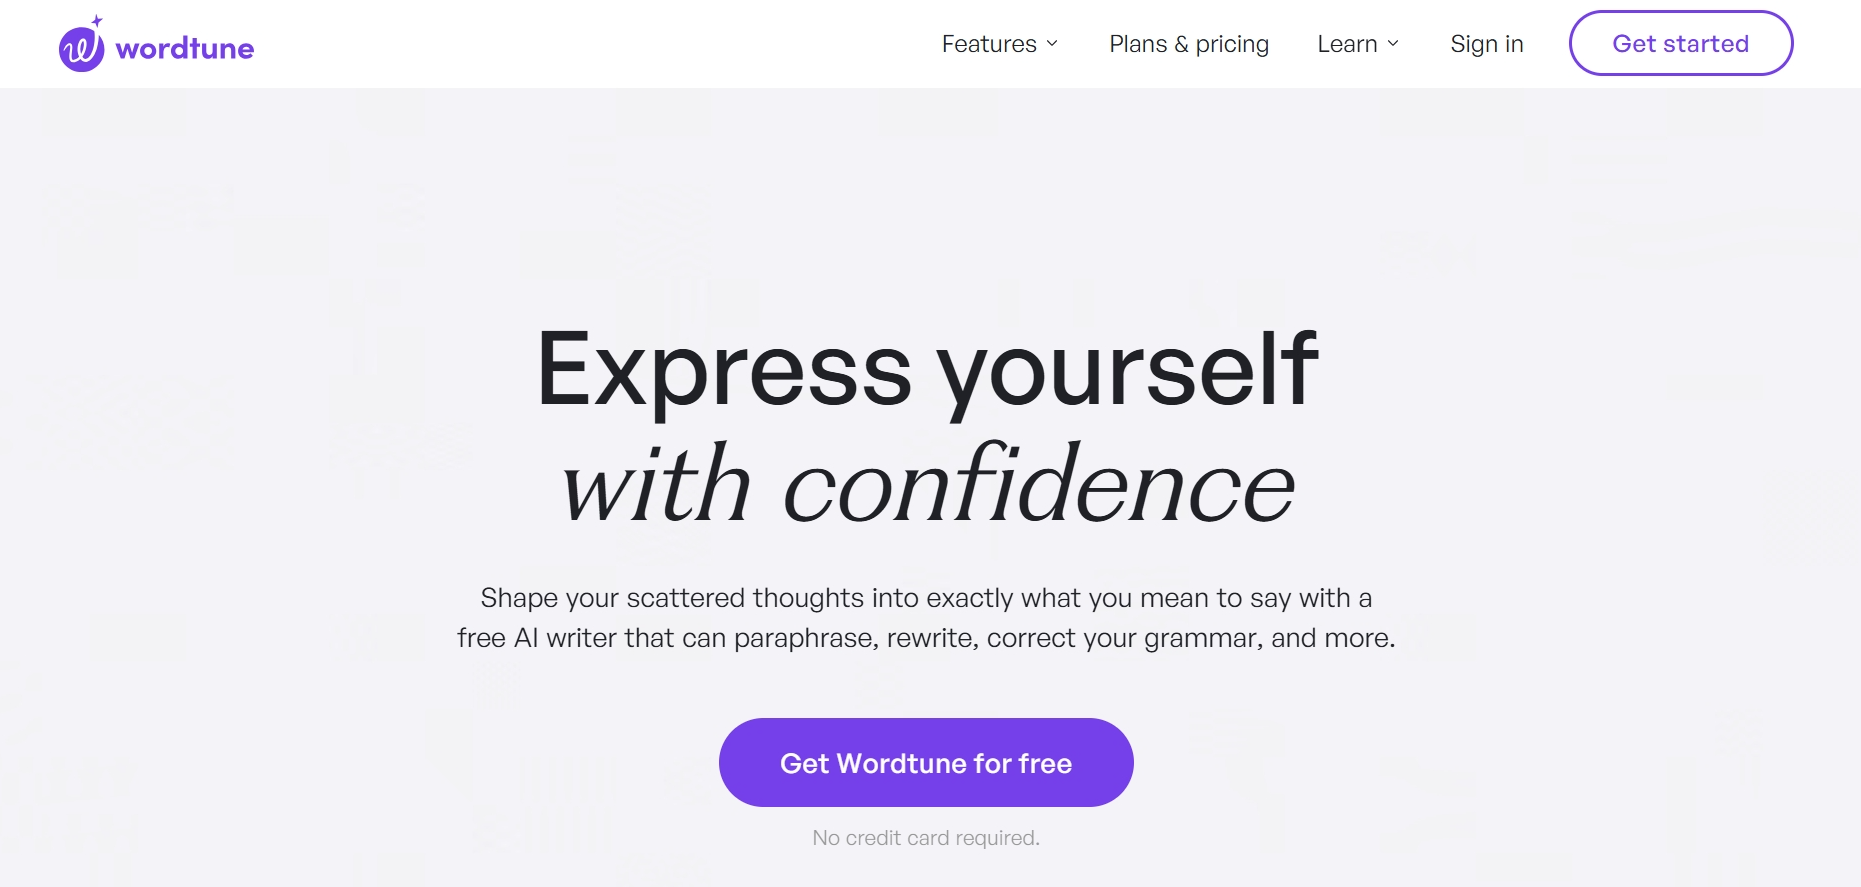 wordtune
Features
Plans & pricing
Learn
Sign in
Get started
Express yourself
with confidence
Shape your scattered thoughts into exactly what you mean to say with a
free AI writer that can paraphrase, rewrite, correct your grammar, and more.
Get Wordtune for free
No credit card required.